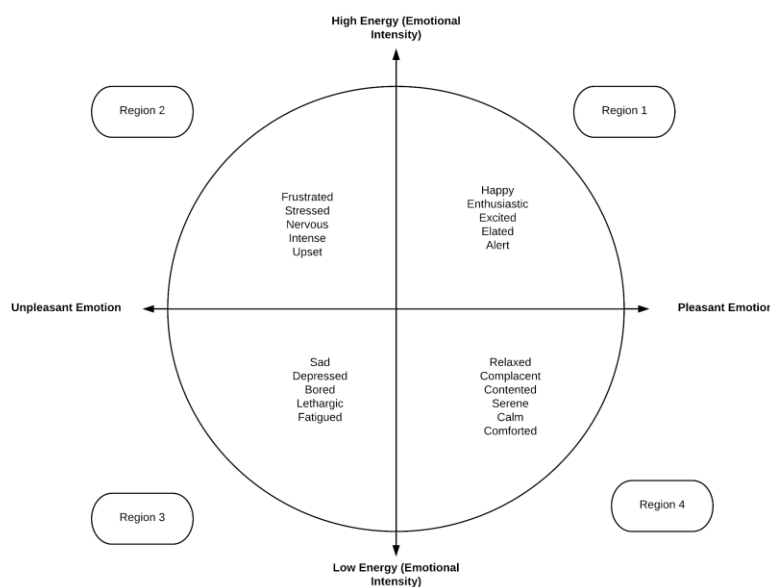 High Energy (Emotional
Intensity)
Region 2
Region 1
Frustrated
Stressed
Nervous
Intense
Upset
Happy
Enthusiastic
Excited
Elated
Alert
Unpleasant Emotion
Pleasant Emotion
Sad
Depressed
Bored
Lethargic
Fatigued
Relaxed
Complacent
Contented
Serene
Calm
Comforted
Region 3
Region 4
Low Energy (Emotional
Intensity)